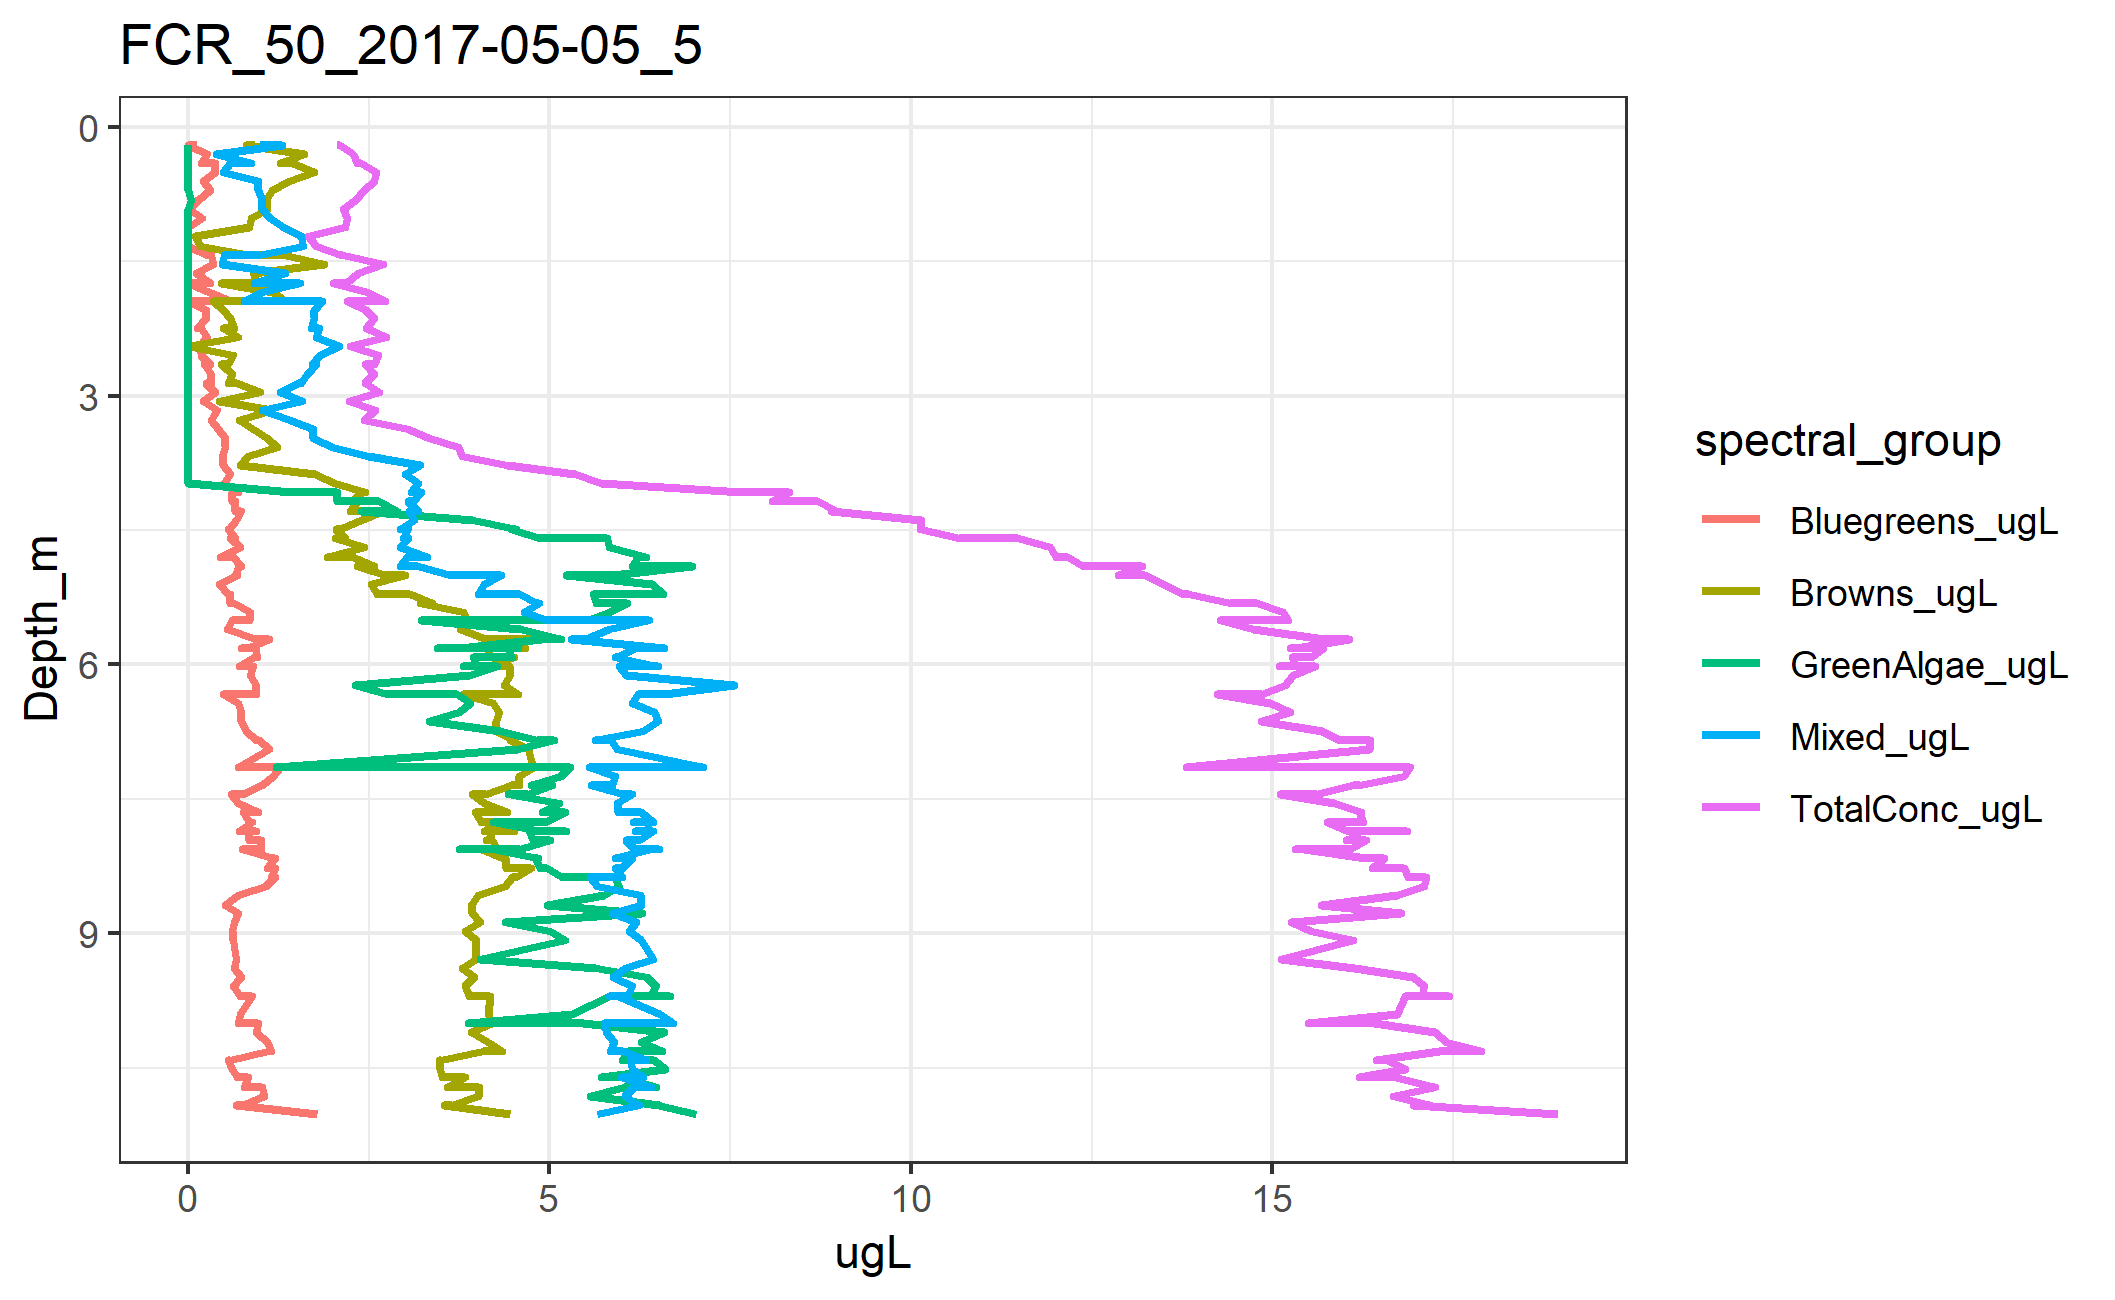 FCR_50_2017-05-05_5
0
3
6
9
Depth_m
0 5 10 15
ugL
spectral_group
Bluegreens_ugL
Browns_ugL
GreenAlgae_ugL
Mixed_ugL
TotalConc_ugL